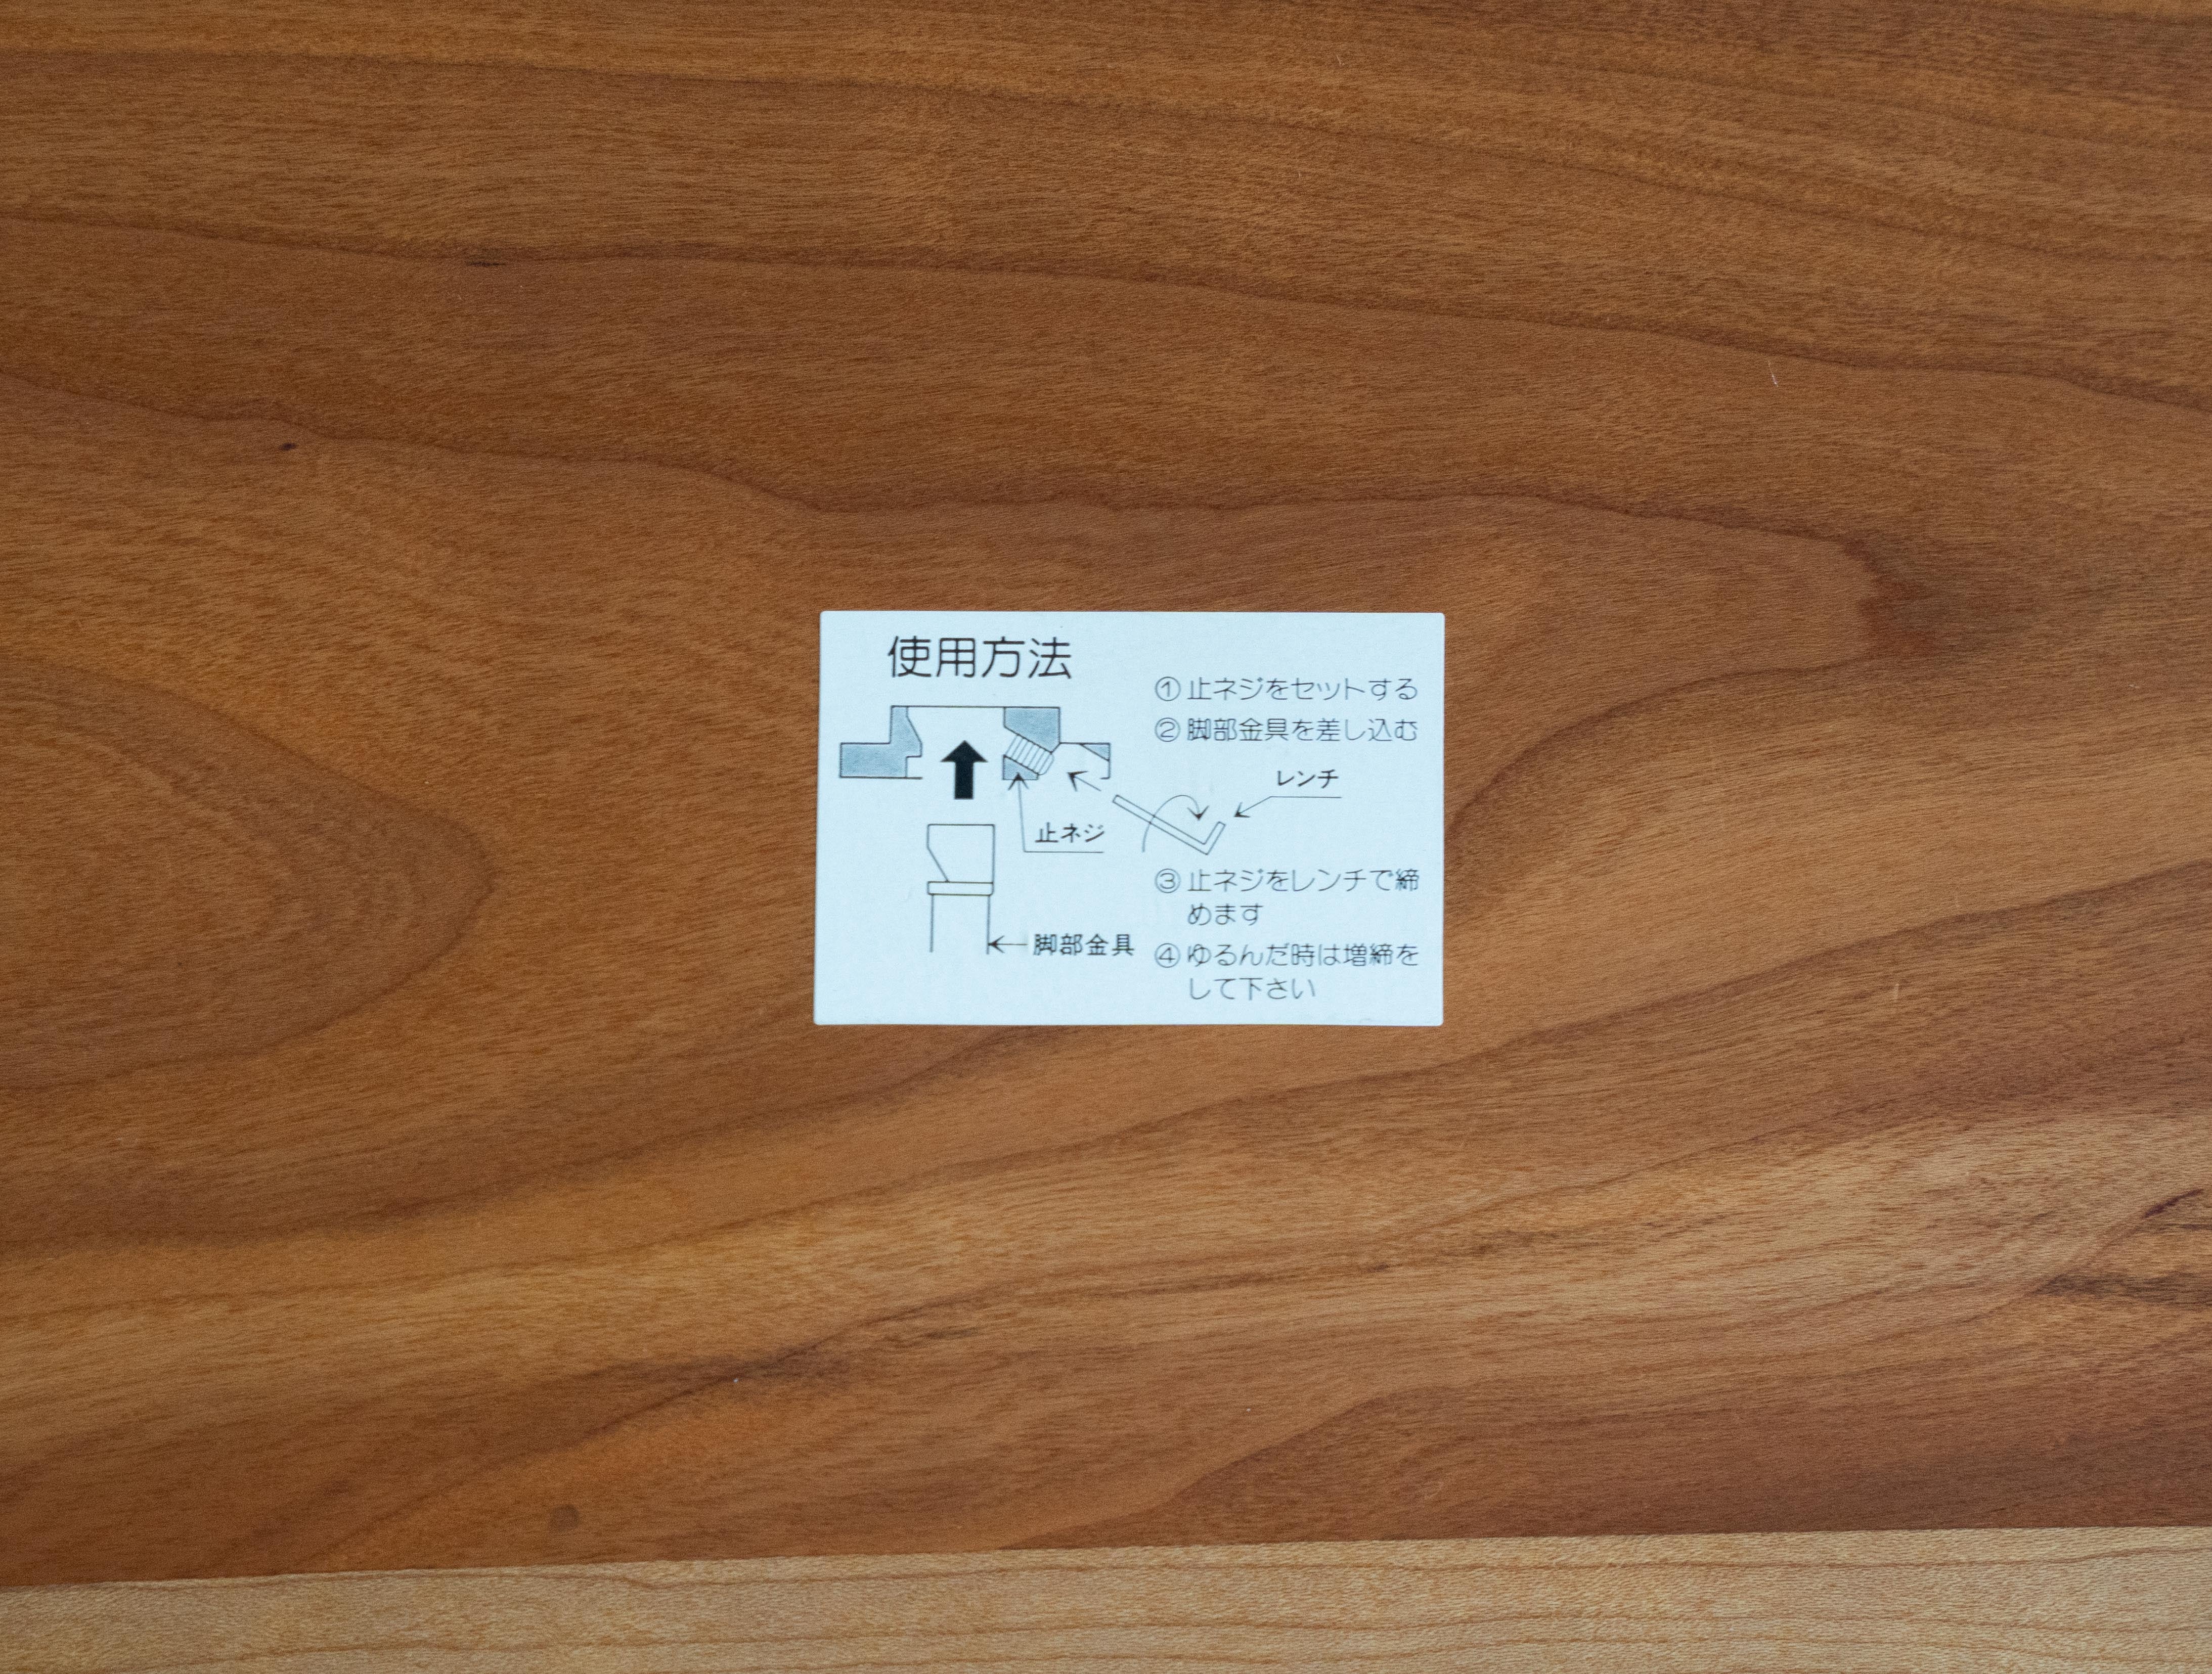 使用方法
①止ネジをセットする
②脚部金具を差し込む
レンチ
止ネジ
③止ネジをレンチで締
めます
脚部金具
④ゆるんだ時は増締を
して下さい